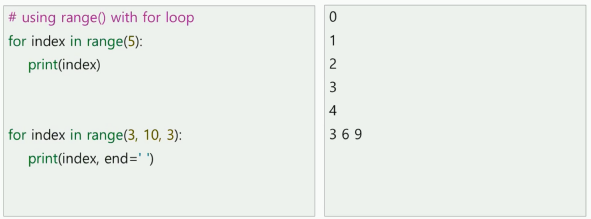 # using range() with for loop
for index in range(5):
    print(index)
for index in range(3, 10, 3):
    print(index, end=' ')
0
1
2
3
4
3 6 9